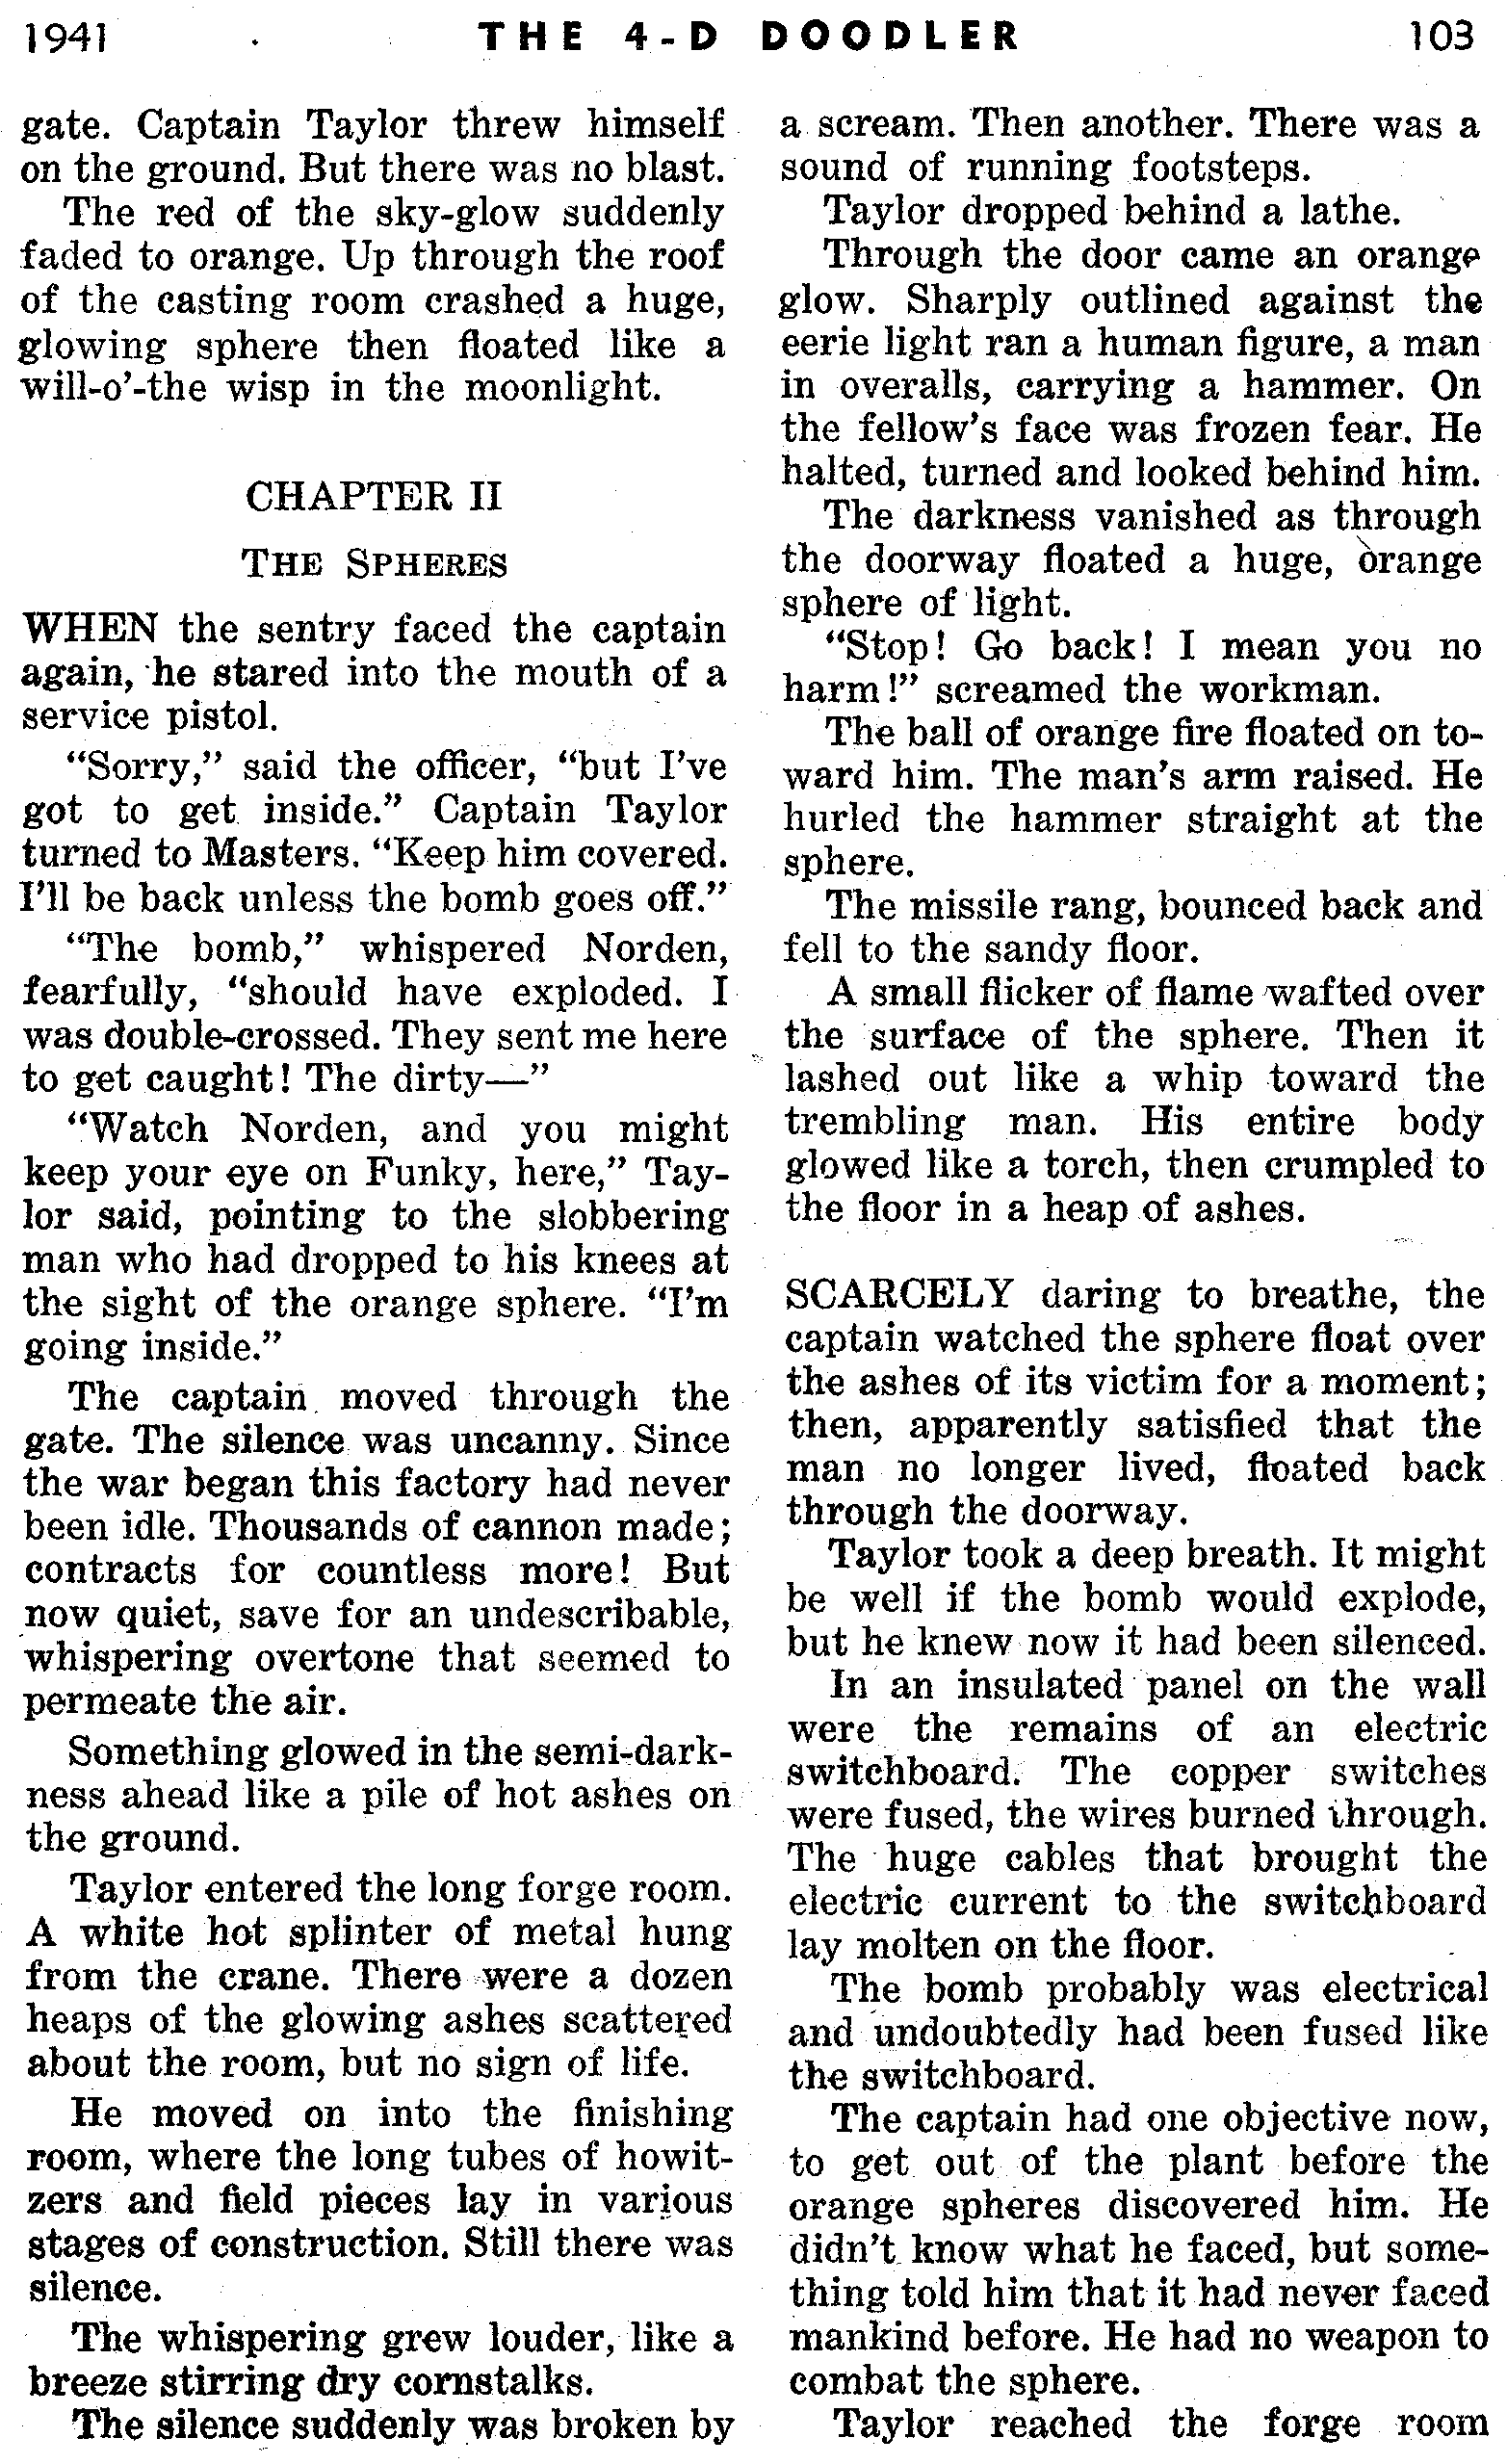 1941 THE 4-D DOODLER 103
gate. Captain Taylor threw himself
on the ground. But there was no blast.
The red of the sky-glow suddenly
faded to orange. Up through the roof
of the casting room crashed a huge,
glowing sphere then floated like a
will-o'-the wisp in the moonlight.
CHAPTER II
THE SPHERES
WHEN the sentry faced the captain
again, he stared into the mouth of a
service pistol.
"Sorry," said the officer, "but I've
got to get inside." Captain Taylor
turned to Masters. "Keep him covered.
I'll be back unless the bomb goes off."
"The bomb," whispered Norden,
fearfully, "should have exploded. I
was double-crossed. They sent me here
to get caught! The dirty—"
"Watch Norden, and you might
keep your eye on Funky, here," Tay-
lor said, pointing to the slobbering
man who had dropped to his knees at
the sight of the orange sphere. "I'm
going inside."
The captain moved through the
gate. The silence was uncanny. Since
the war began this factory had never
been idle. Thousands of cannon made;
contracts for countless more! But
now quiet, save for an undescribable,
whispering overtone that seemed to
permeate the air.
Something glowed in the semi-dark-
ness ahead like a pile of hot ashes on
the ground.
Taylor entered the long forge room.
A white hot splinter of metal hung
from the crane. There were a dozen
heaps of the glowing ashes scattered
about the room, but no sign of life.
He moved on into the finishing
room, where the long tubes of howit-
zers and field pieces lay in various
stages of construction. Still there was
silence.
The whispering grew louder, like a
breeze stirring dry cornstalks.
The silence suddenly was broken by
a scream. Then another. There was a
sound of running footsteps.
Taylor dropped behind a lathe.
Through the door came an orange
glow. Sharply outlined against the
eerie light ran a human figure, a man
in overalls, carrying a hammer. On
the fellow's face was frozen fear. He
halted, turned and looked behind him.
The darkness vanished as through
the doorway floated a huge, orange
sphere of light.
"Stop! Go back! I mean you no
harm!" screamed the workman.
The ball of orange fire floated on to-
ward him. The man's arm raised. He
hurled the hammer straight at the
sphere.
The missile rang, bounced back and
fell to the sandy floor.
A small flicker of flame wafted over
the surface of the sphere. Then it
lashed out like a whip toward the
trembling man. His entire body
glowed like a torch, then crumpled to
the floor in a heap of ashes.
SCARCELY daring to breathe, the
captain watched the sphere float over
the ashes of its victim for a moment;
then, apparently satisfied that the
man no longer lived, floated back
through the doorway.
Taylor took a deep breath. It might
be well if the bomb would explode,
but he knew now it had been silenced.
In an insulated panel on the wall
were the remains of an electric
switchboard. The copper switches
were fused, the wires burned through.
The huge cables that brought the
electric current to the switchboard
lay molten on the floor.
The bomb probably was electrical
and undoubtedly had been fused like
the switchboard.
The captain had one objective now,
to get out of the plant before the
orange spheres discovered him. He
didn't know what he faced, but some-
thing told him that it had never faced
mankind before. He had no weapon to
combat the sphere.
Taylor reached the forge room